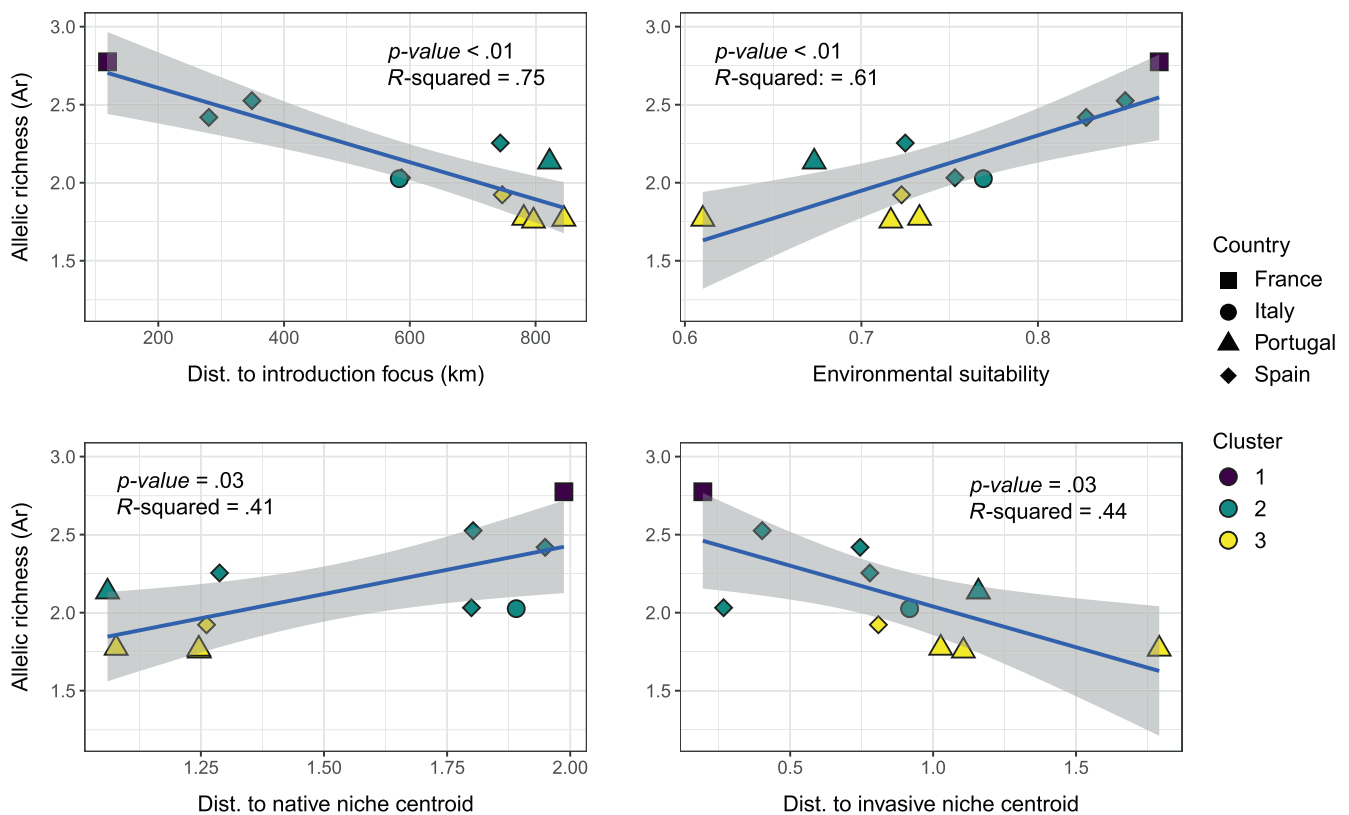 3.0
2.5
2.0
1.5
Allelic richness (Ar)
p-value < .01
R-squared = .75
200 400 600 800
Dist. to introduction focus (km)
3.0
2.5
2.0
1.5
p-value < .01
R-squared: = .61
0.6 0.7 0.8
Environmental suitability
3.0
2.5
2.0
1.5
Allelic richness (Ar)
p-value = .03
R-squared = .41
1.25 1.50 1.75 2.00
Dist. to native niche centroid
3.0
2.5
2.0
1.5
p-value = .03
R-squared = .44
0.5 1.0 1.5
Dist. to invasive niche centroid
Country
France
Italy
Portugal
Spain
Cluster
1
2
3